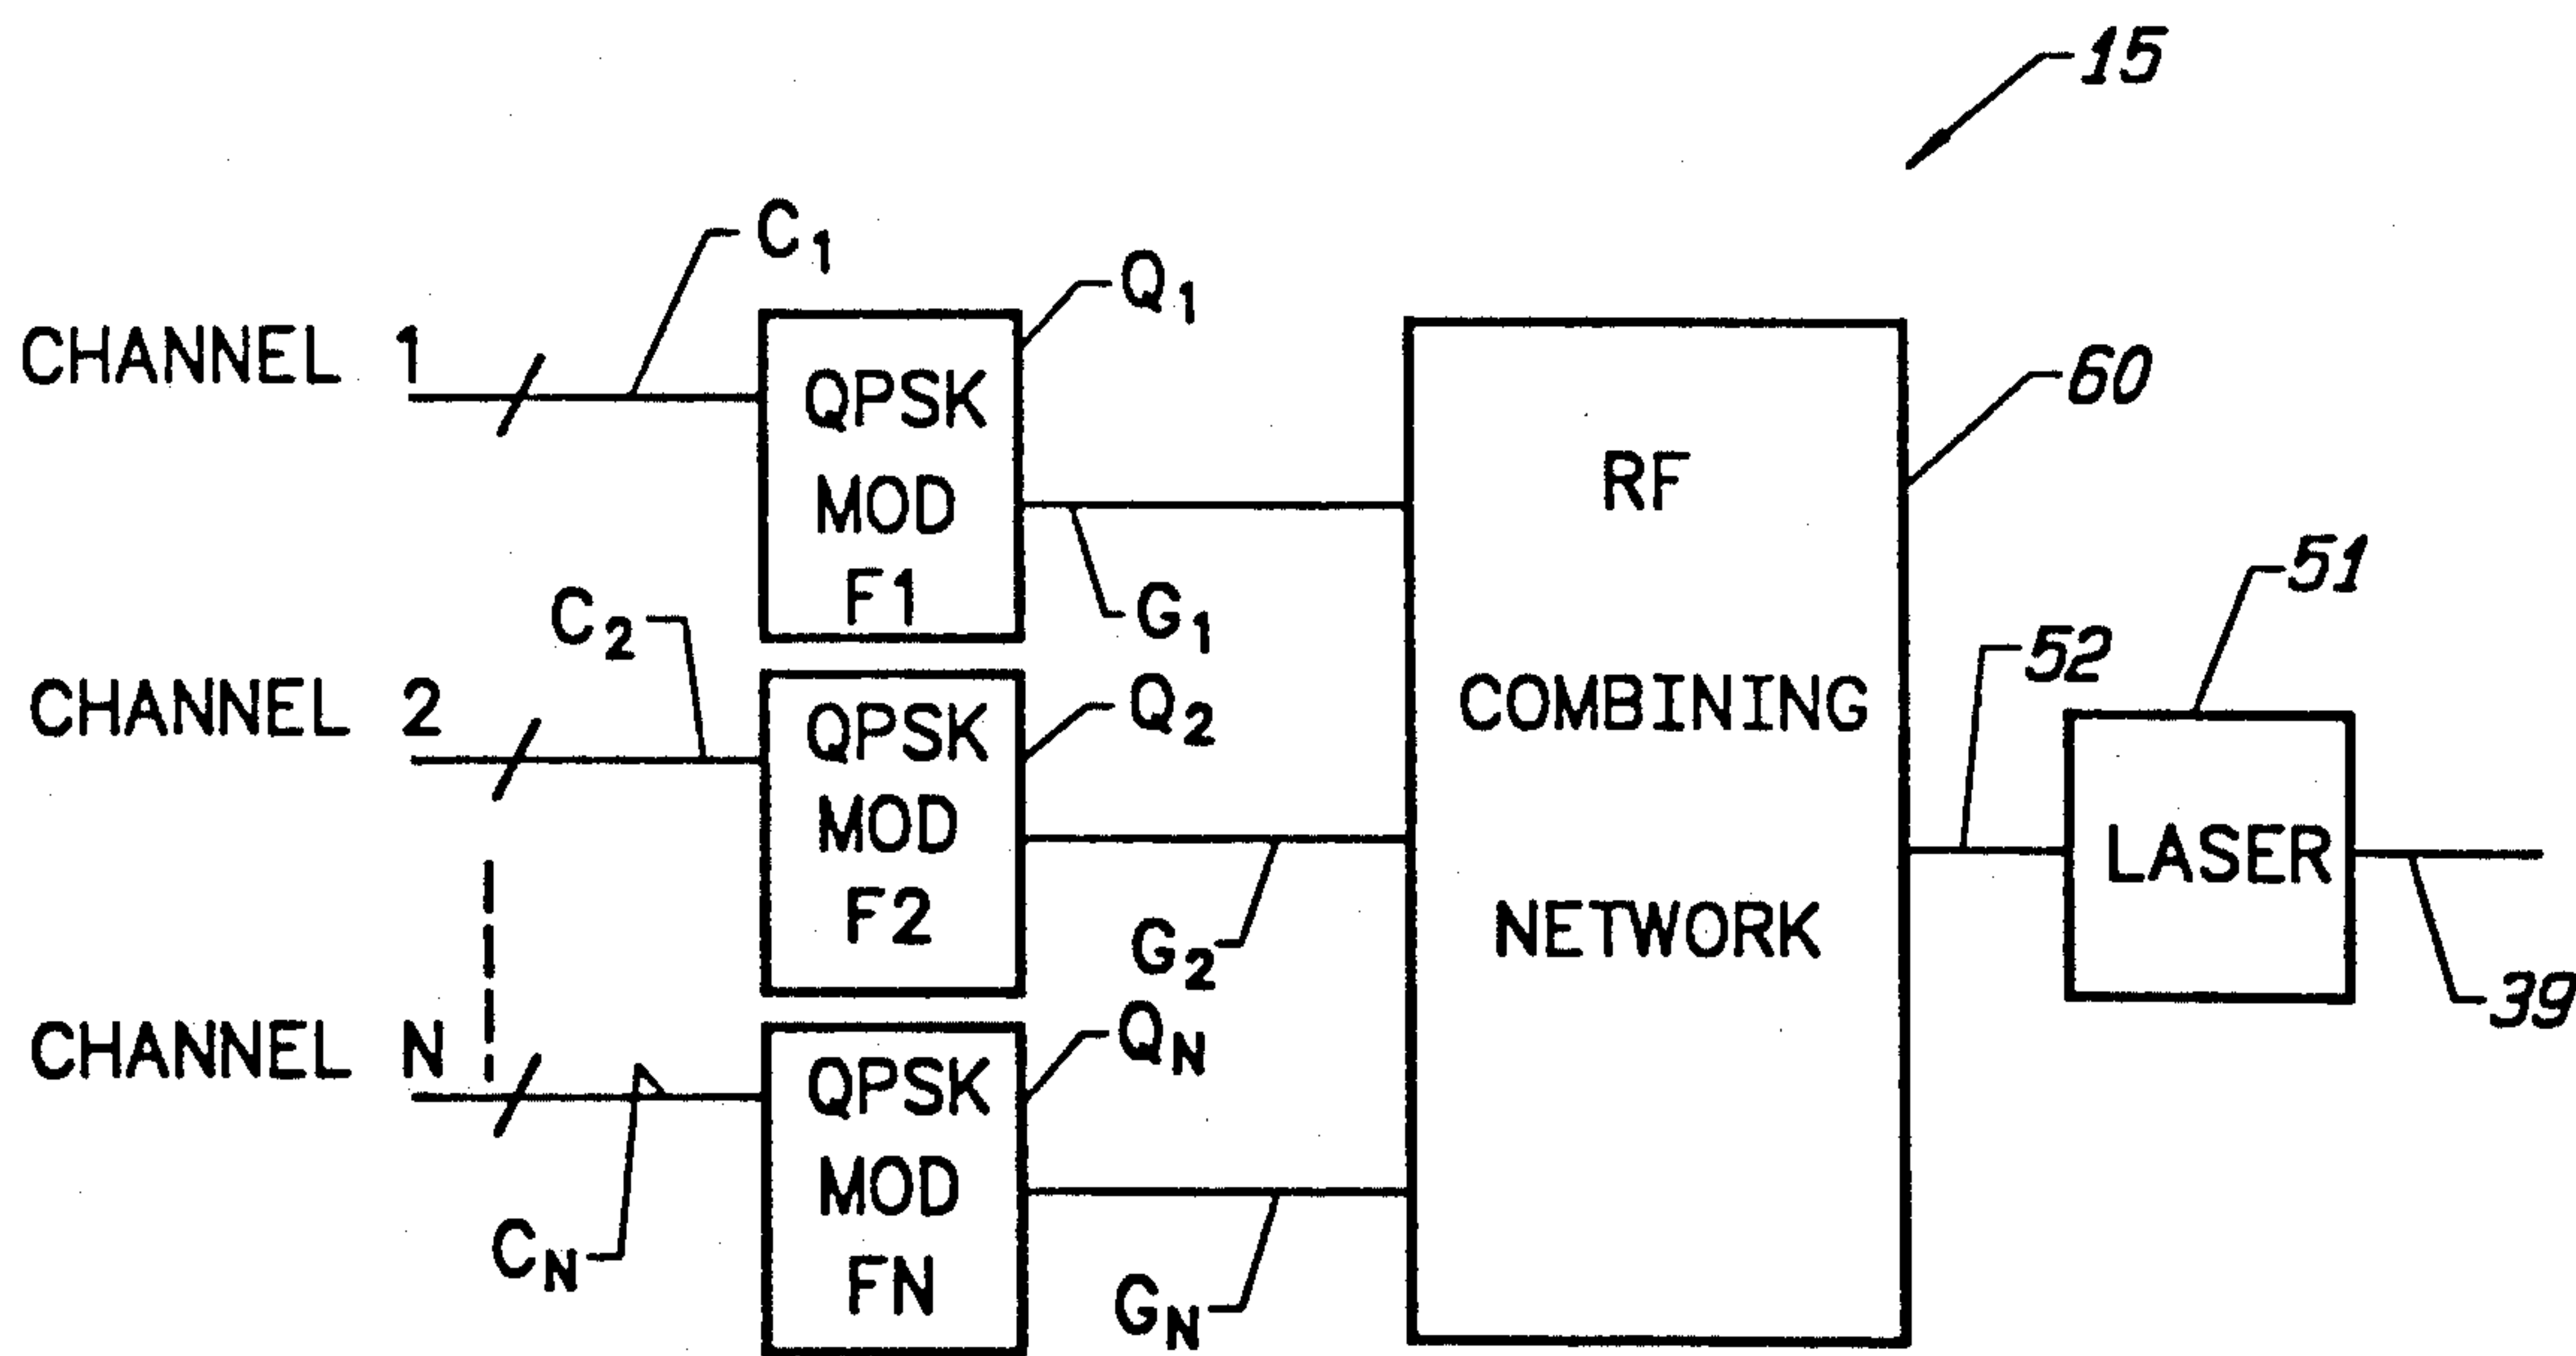 15
C1
Q1
CHANNEL 1
QPSK
MOD
F1
G1
RF
COMBINING
NETWORK
60
51
52
LASER
39
C2
Q2
CHANNEL 2
QPSK
MOD
F2
G2
CHANNEL N
QN
QPSK
MOD
FN
CN
GN